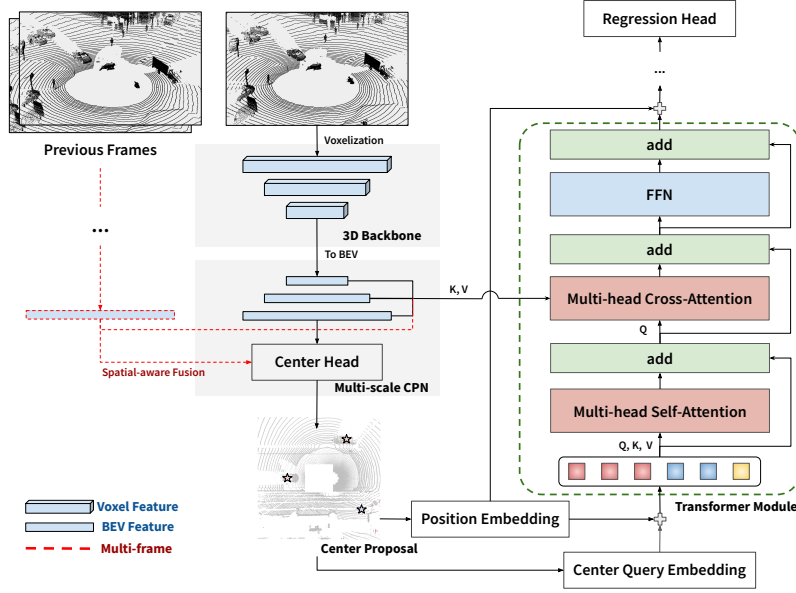 Regression Head
...
add
FFN
add
Multi-head Cross-Attention
Q
add
Multi-head Self-Attention
Q, K, V
Transformer Module
Previous Frames
...
Voxelization
3D Backbone
To BEV
K, V
Center Head
Spatial-aware Fusion
Multi-scale CPN
Voxel Feature
BEV Feature
Multi-frame
Center Proposal
Position Embedding
Center Query Embedding